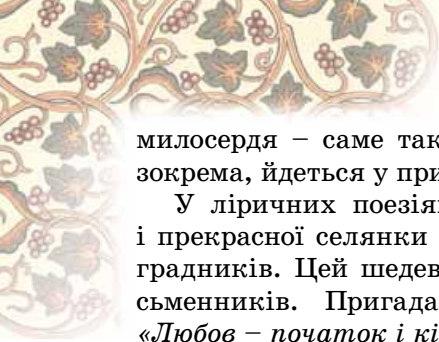 милосердя – саме так
зокрема, йдеться у при
У ліричних поезія
і прекрасної селянки
градників. Цей шедев
сьменників. Пригада
«Любов – початок і кі